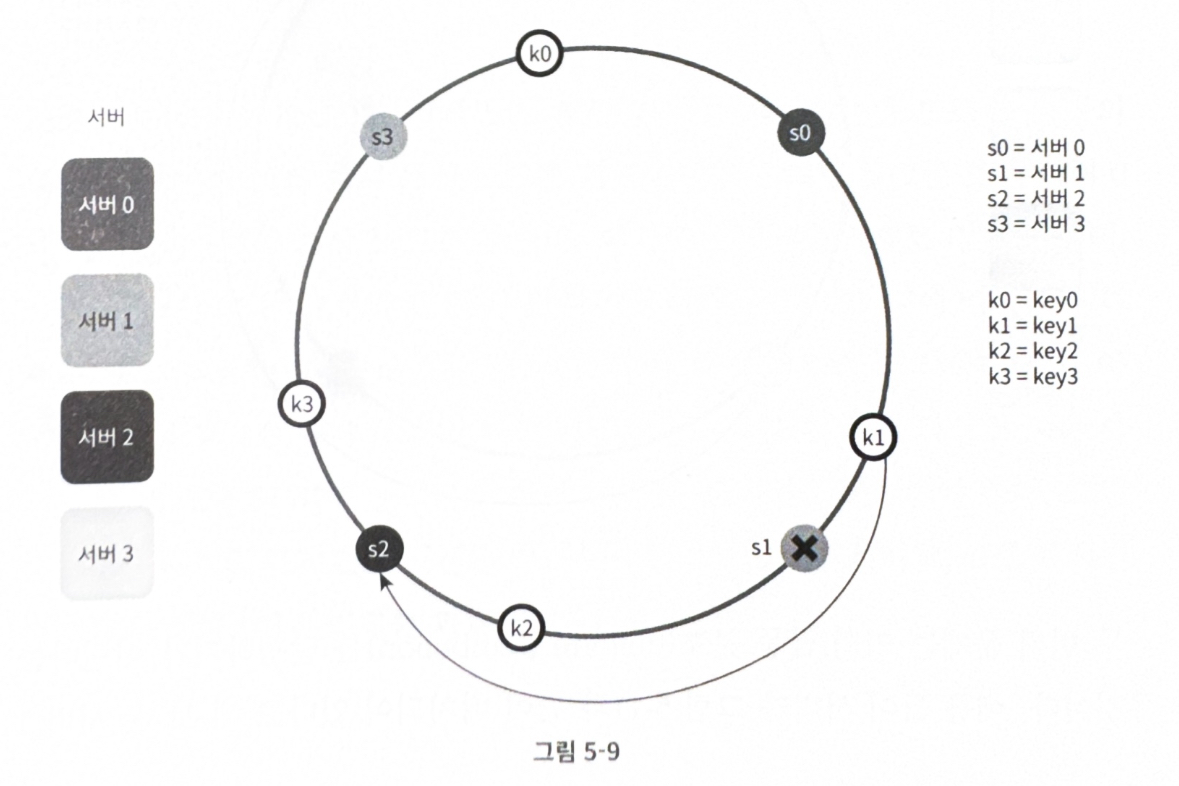 k0
서버
s3
s0
서버 0
s0 = 서버 0
s1 = 서버 1
s2 = 서버 2
s3 = 서버 3
서버 1
k0 = key0
k1 = key1
k2 = key2
k3 = key3
k3
서버 2
k1
s2
s1
서버 3
k2
그림 5-9